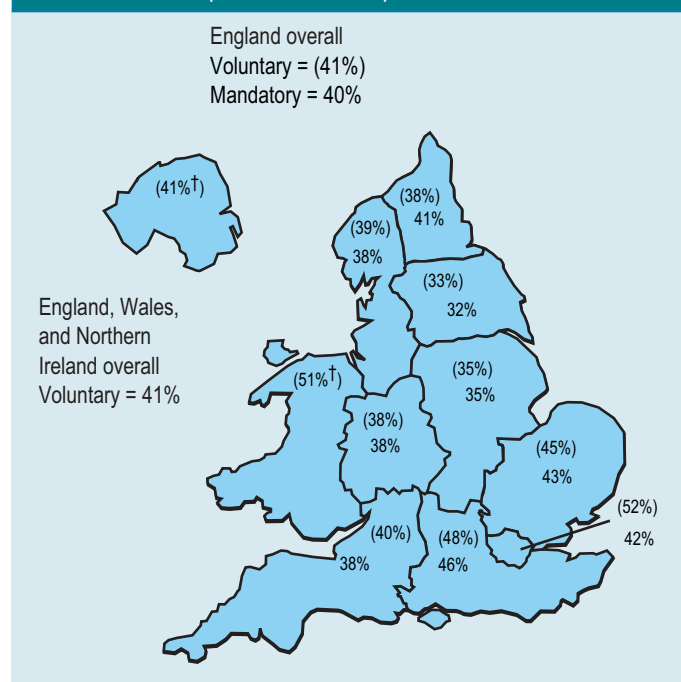 England overall
Voluntary = (41%)
Mandatory = 40%
(41%†)
(38%)
41%
(39%)
38%
(33%)
32%
England, Wales,
and Northern
Ireland overall
Voluntary = 41%
(51%†)
(35%)
35%
(38%)
38%
(45%)
43%
(52%)
42%
(40%)
38%
(48%)
46%